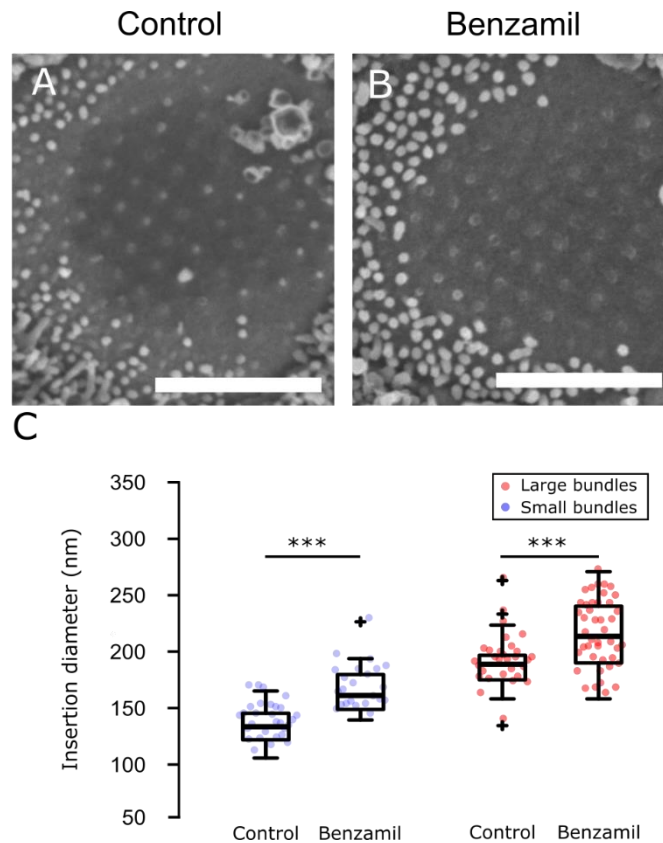 Control Benzamil
A B
C
Large bundles
Small bundles
350
300
250
200
150
100
50
Insertion diameter (nm)
*** ***
Control Benzamil Control Benzamil